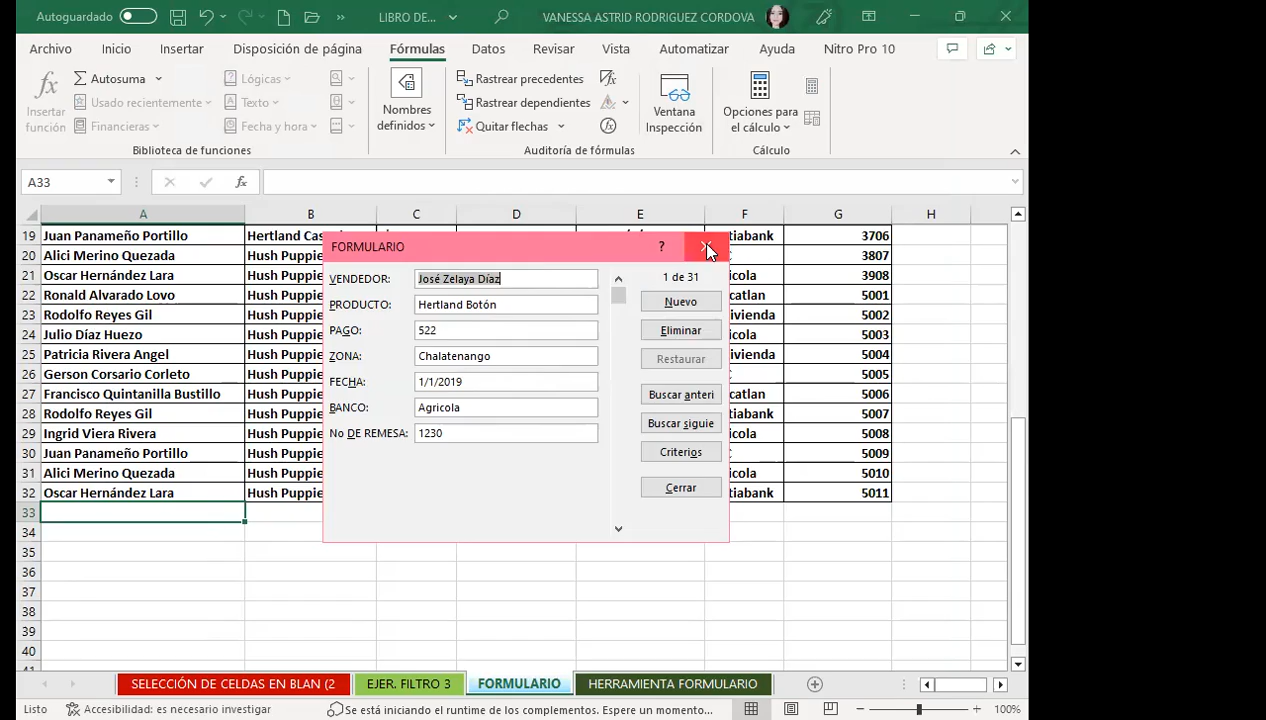 Autoguardado LIBRO DE... VANESSA ASTRID RODRIGUEZ CORDOVA
Archivo Inicio Insertar Disposición de página Fórmulas Datos Revisar Vista Automatizar Ayuda Nitro Pro 10
Insertar función
Autosuma
Usado recientemente
Financieras
Lógicas
Texto
Fecha y hora
Biblioteca de funciones
Nombres definidos
Rastrear precedentes
Rastrear dependientes
Quitar flechas
Auditoría de fórmulas
Ventana Inspección
Opciones para el cálculo
Cálculo
A33
A B C D E F G H
19 Juan Panameño Portillo Hertland Cas tiabank 3706
20 Alici Merino Quezada Hush Puppie 3807
21 Oscar Hernández Lara Hush Puppie ícola 3908
22 Ronald Alvarado Lovo Hush Puppie catlan 5001
23 Rodolfo Reyes Gil Hush Puppie ivienda 5002
24 Julio Díaz Huezo Hush Puppie ícola 5003
25 Patricia Rivera Angel Hush Puppie ivienda 5004
26 Gerson Corsario Corleto Hush Puppie C 5005
27 Francisco Quintanilla Bustillo Hush Puppie catlan 5006
28 Rodolfo Reyes Gil Hush Puppie tiabank 5007
29 Ingrid Viera Rivera Hush Puppie ícola 5008
30 Juan Panameño Portillo Hush Puppie C 5009
31 Alici Merino Quezada Hush Puppie ícola 5010
32 Oscar Hernández Lara Hush Puppie tiabank 5011
33
34
35
36
37
38
39
40
FORMULARIO ?
VENDEDOR: José Zelaya Díaz
PRODUCTO: Hertland Botón
PAGO: 522
ZONA: Chalatenango
FECHA: 1/1/2019
BANCO: Agricola
No DE REMESA: 1230
1 de 31
Nuevo
Eliminar
Restaurar
Buscar anteri
Buscar siguie
Criterios
Cerrar
SELECCIÓN DE CELDAS EN BLAN (2 EJER. FILTRO 3 FORMULARIO HERRAMIENTA FORMULARIO
Listo Accesibilidad: es necesario investigar Se está iniciando el runtime de los complementos. Espere un momento... 100%